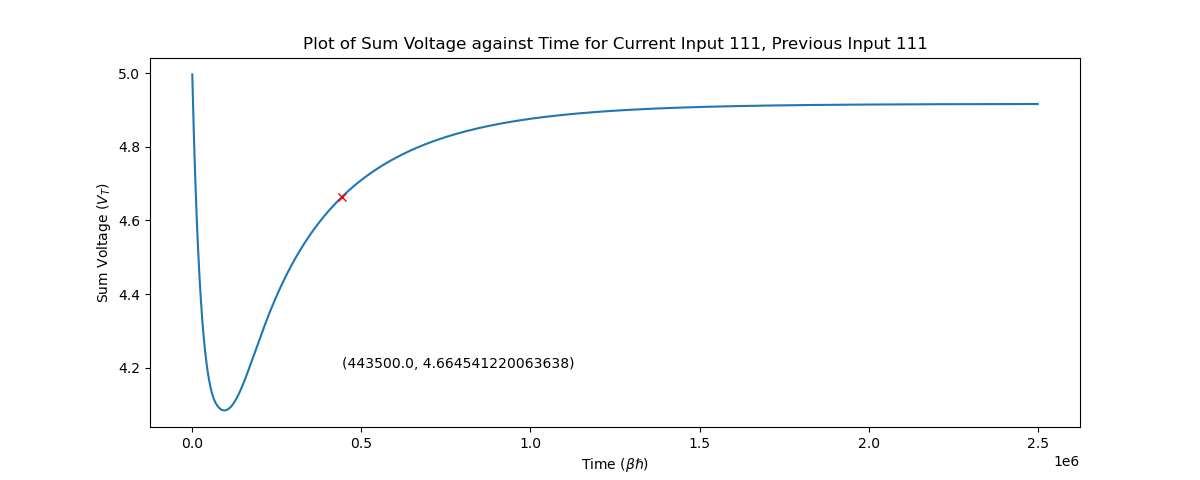 Plot of Sum Voltage against Time for Current Input 111, Previous Input 111
5.0
4.8
4.6
4.4
4.2
Sum Voltage (V_T)
(443500.0, 4.664541220063638)
0.0 0.5 1.0 1.5 2.0 2.5
1e6
Time (βℏ)